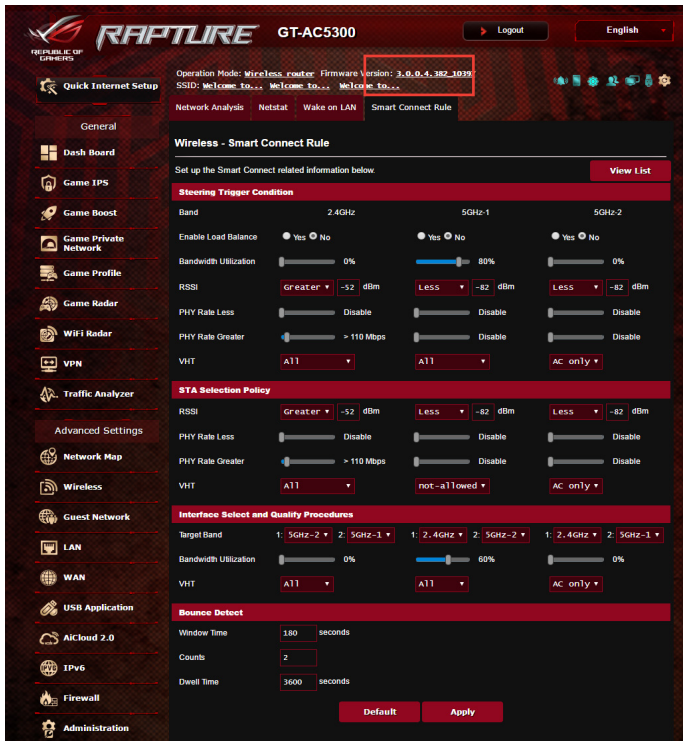 REPUBLIC OF
GAMERS
RAPTURE
GT-AC5300
Logout
English
Operation Mode: Wireless router Firmware Version: 3.0.0.4.382_1039
SSID: Welcome to... Welcome to... Welcome to...
Quick Internet Setup
General
Dash Board
Game IPS
Game Boost
Game Private
Network
Game Profile
Game Radar
WiFi Radar
VPN
Traffic Analyzer
Advanced Settings
Network Map
Wireless
Guest Network
LAN
WAN
USB Application
AiCloud 2.0
IPv6
Firewall
Administration
Network Analysis Netstat Wake on LAN Smart Connect Rule
Wireless - Smart Connect Rule
Set up the Smart Connect related information below.
View List
Steering Trigger Condition
Band 2.4GHz 5GHz-1 5GHz-2
Enable Load Balance Yes No Yes No Yes No
Bandwidth Utilization 0% 80% 0%
RSSI Greater -52 dBm Less -82 dBm Less -82 dBm
PHY Rate Less Disable Disable Disable
PHY Rate Greater > 110 Mbps Disable Disable
VHT All All AC only
STA Selection Policy
RSSI Greater -52 dBm Less -82 dBm Less -82 dBm
PHY Rate Less Disable Disable Disable
PHY Rate Greater > 110 Mbps Disable Disable
VHT All not-allowed AC only
Interface Select and Qualify Procedures
Target Band 1: 5GHz-2 2: 5GHz-1 1: 2.4GHz 2: 5GHz-2 1: 2.4GHz 2: 5GHz-1
Bandwidth Utilization 0% 60% 0%
VHT All All AC only
Bounce Detect
Window Time 180 seconds
Counts 2
Dwell Time 3600 seconds
Default Apply